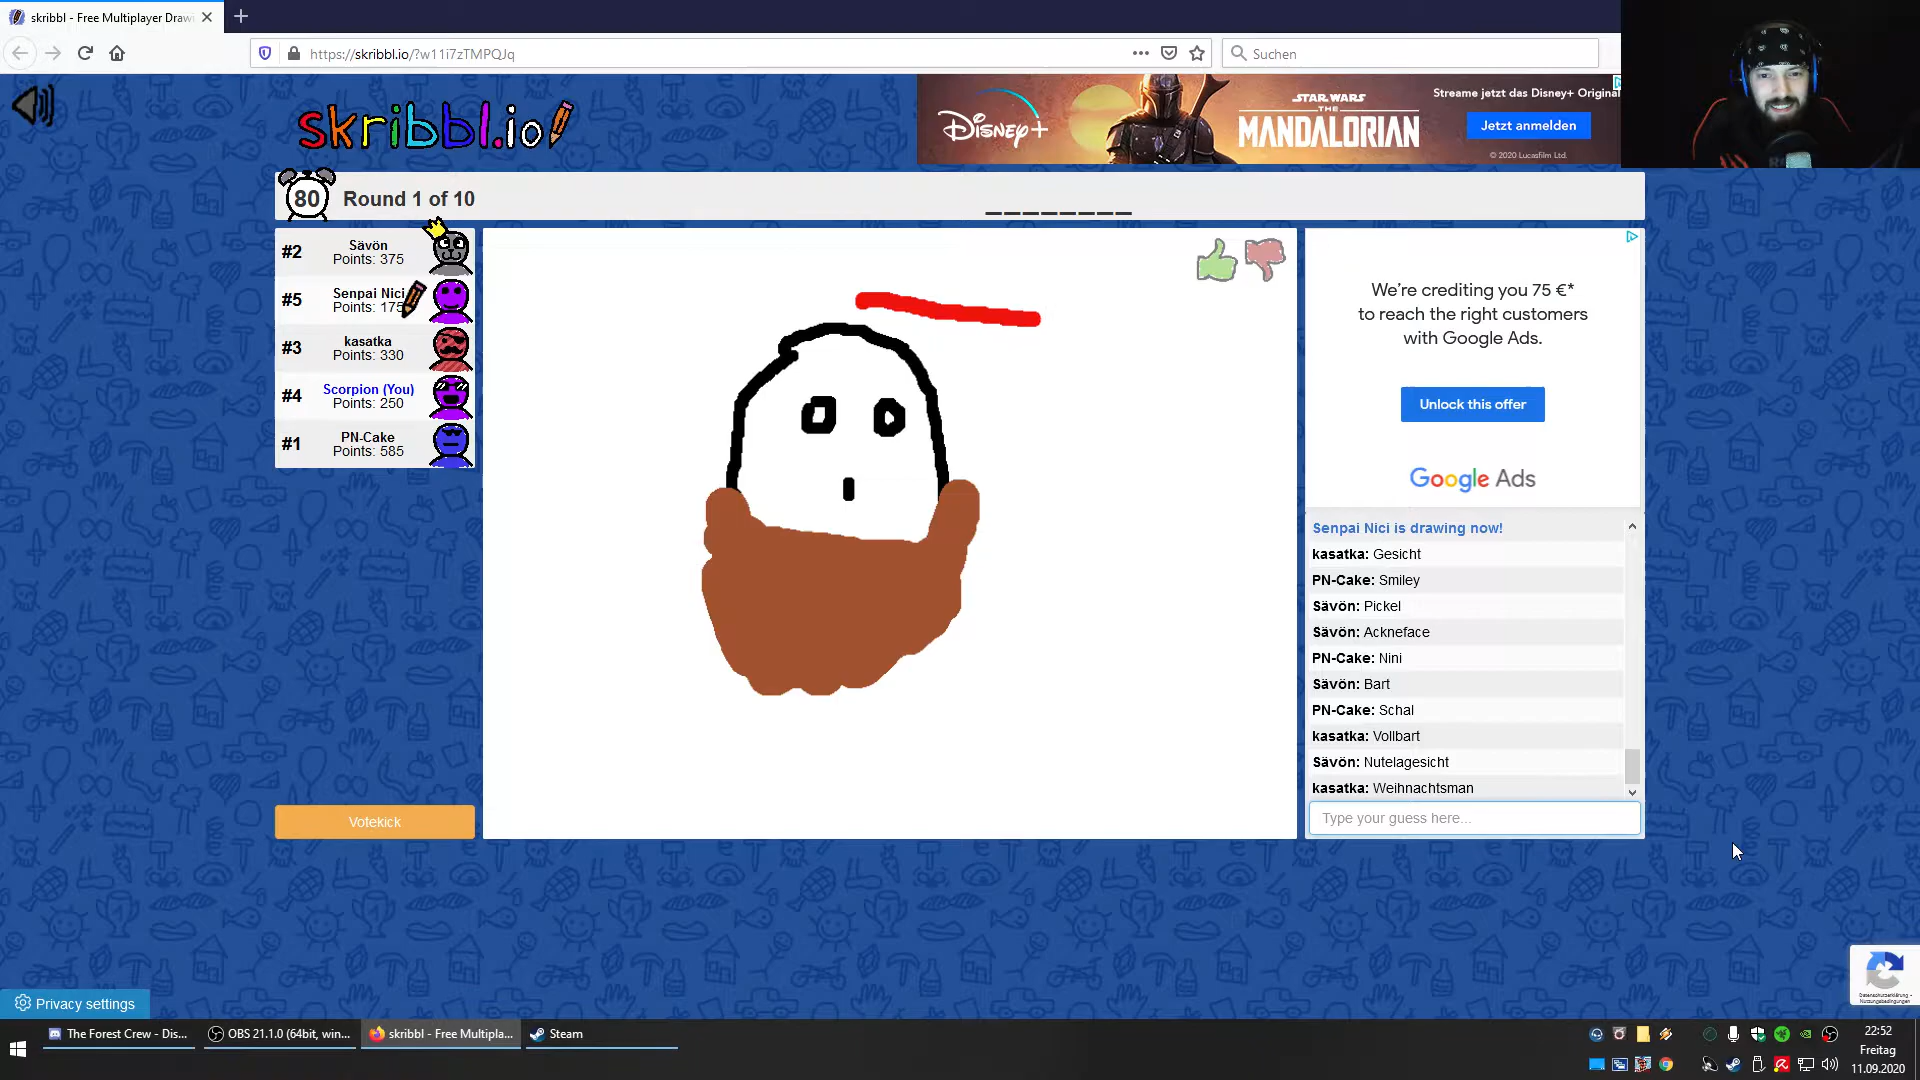 skribbl - Free Multiplayer Drawi
https://skribbl.io/?w11i7zTMPQJq
Suchen
skribbl.io
Disney+
STAR WARS
THE
MANDALORIAN
Streame jetzt das Disney+ Original
Jetzt anmelden
© 2020 Lucasfilm Ltd.
80
Round 1 of 10
________
#2
Sävön
Points: 375
#5
Senpai Nici
Points: 175
#3
kasatka
Points: 330
#4
Scorpion (You)
Points: 250
#1
PN-Cake
Points: 585
Votekick
We're crediting you 75 €*
to reach the right customers
with Google Ads.
Unlock this offer
Google Ads
Senpai Nici is drawing now!
kasatka: Gesicht
PN-Cake: Smiley
Sävön: Pickel
Sävön: Ackneface
PN-Cake: Nini
Sävön: Bart
PN-Cake: Schal
kasatka: Vollbart
Sävön: Nutelagesicht
kasatka: Weihnachtsman
Type your guess here...
Privacy settings
The Forest Crew - Dis...
OBS 21.1.0 (64bit, win...
skribbl - Free Multipla...
Steam
22:52
Freitag
11.09.2020